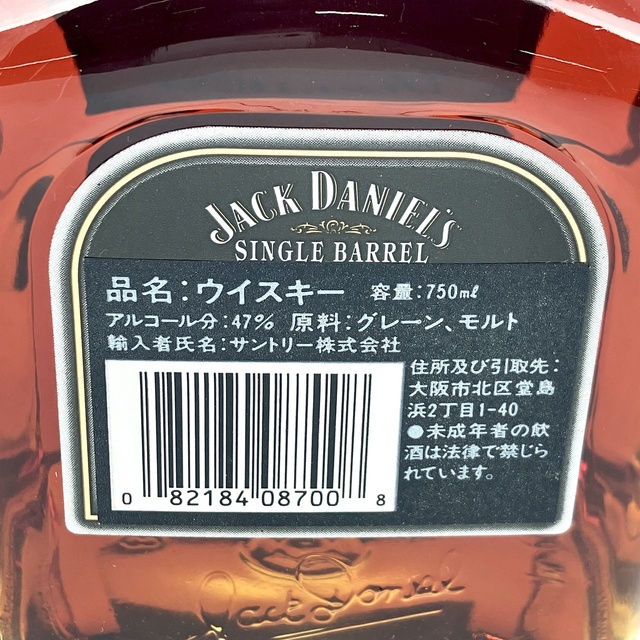 JACK DANIEL'S
SINGLE BARREL
品名：ウイスキー 容量：750mℓ
アルコール分：47％ 原料：グレーン、モルト
輸入者氏名：サントリー株式会社
住所及び引取先：
大阪市北区堂島
浜2丁目1-40
●未成年者の飲
酒は法律で禁じら
れています。
0 82184 08700 8
Jack Daniel